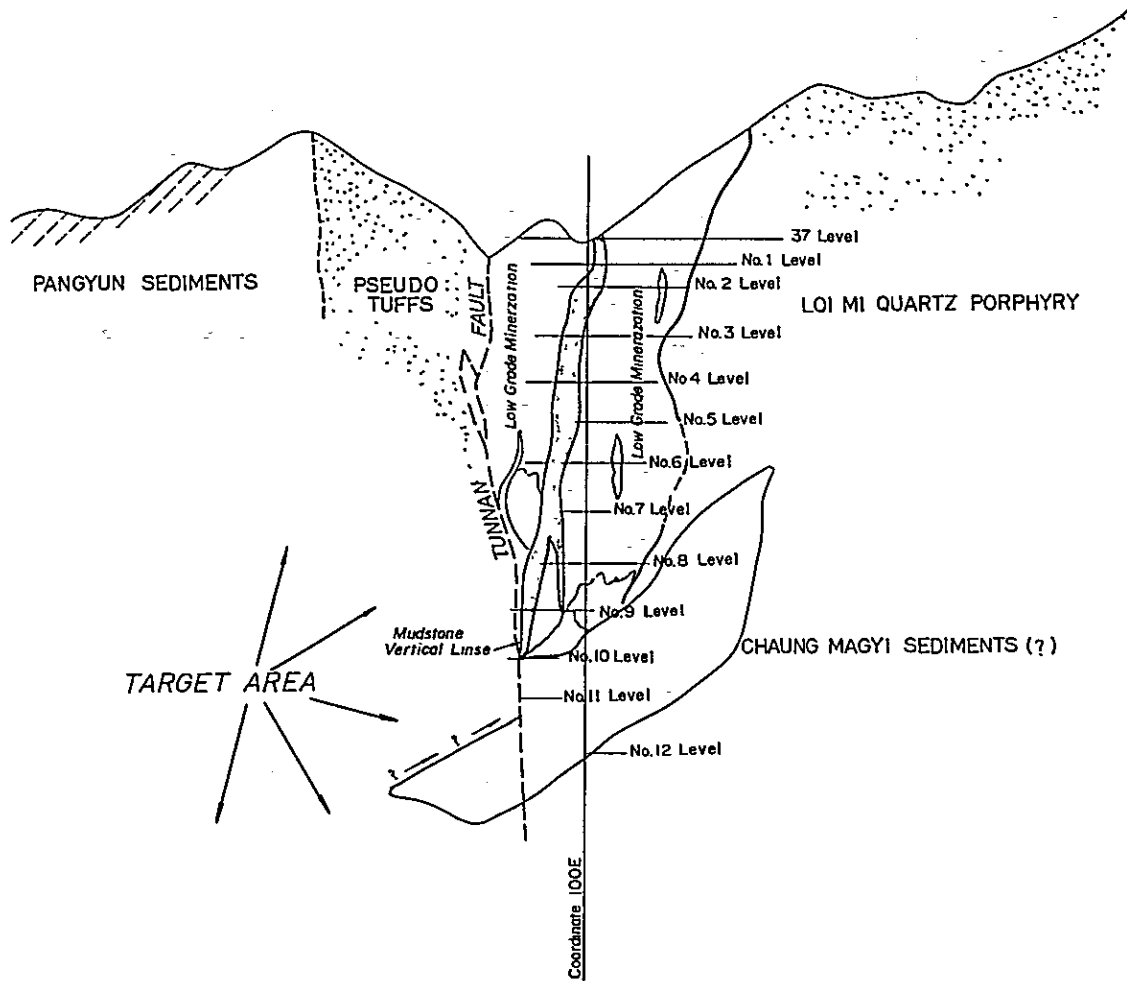 37 Level
No.1 Level
PANGYUN SEDIMENTS
PSEUDO
TUFFS
FAULT
No.2 Level
LOI MI QUARTZ PORPHYRY
Low Grade Minerzation
Low Grade Minerazation
No.3 Level
No.4 Level
No.5 Level
No.6 Level
TUNNAN
No.7 Level
No.8 Level
No.9 Level
Mudstone
Vertical Linse
No.10 Level
CHAUNG MAGYI SEDIMENTS (?)
TARGET AREA
No.11 Level
? ?
No.12 Level
Coordinate 100E